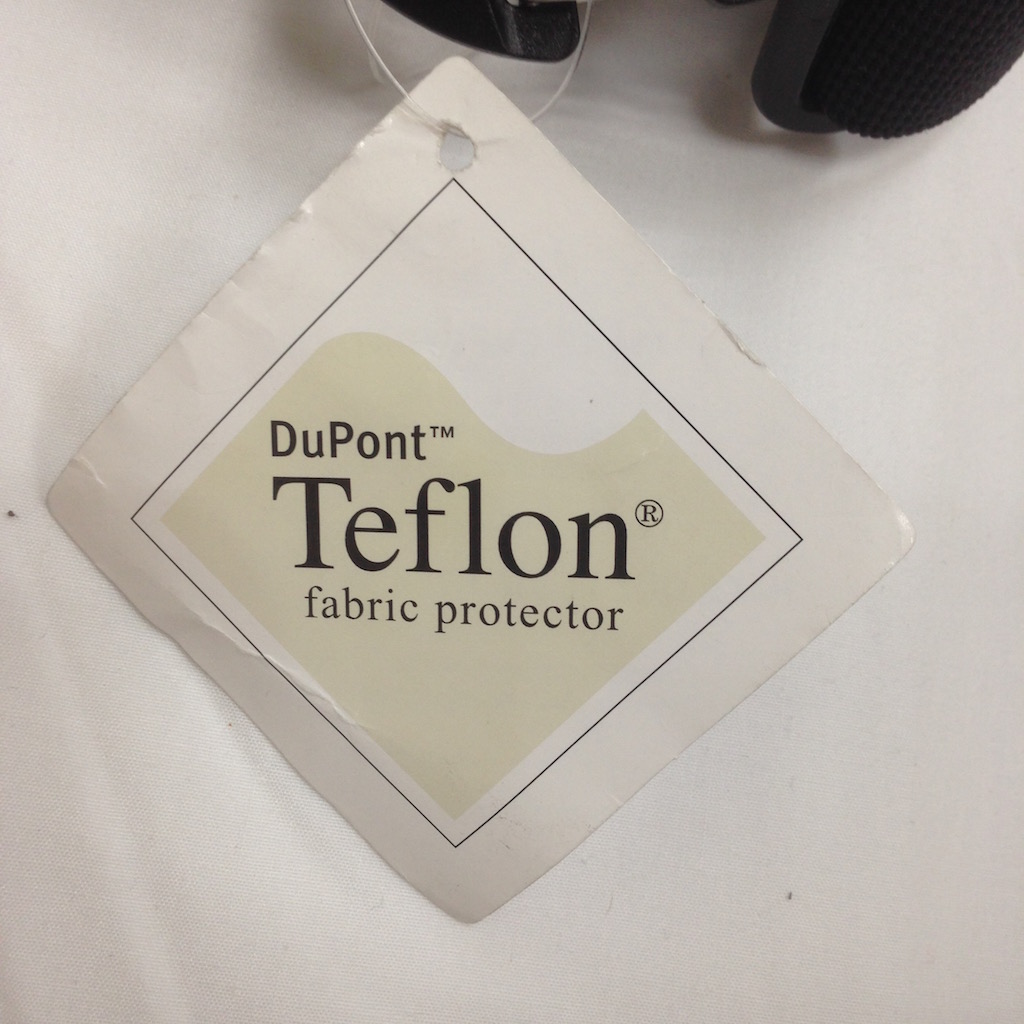 DuPont™
Teflon®
fabric protector